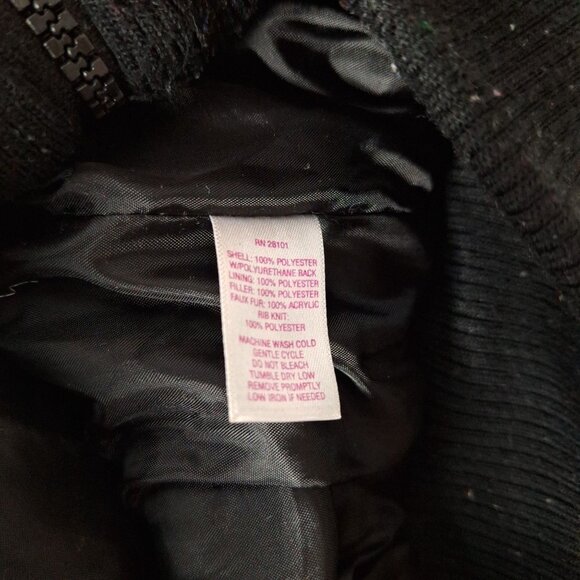 RN 28101
SHELL: 100% POLYESTER
W/POLYURETHANE BACK
LINING: 100% POLYESTER
FILLER: 100% POLYESTER
FAUX FUR: 100% ACRYLIC
RIB KNIT:
100% POLYESTER
MACHINE WASH COLD
GENTLE CYCLE
DO NOT BLEACH
TUMBLE DRY LOW
REMOVE PROMPTLY
LOW IRON IF NEEDED